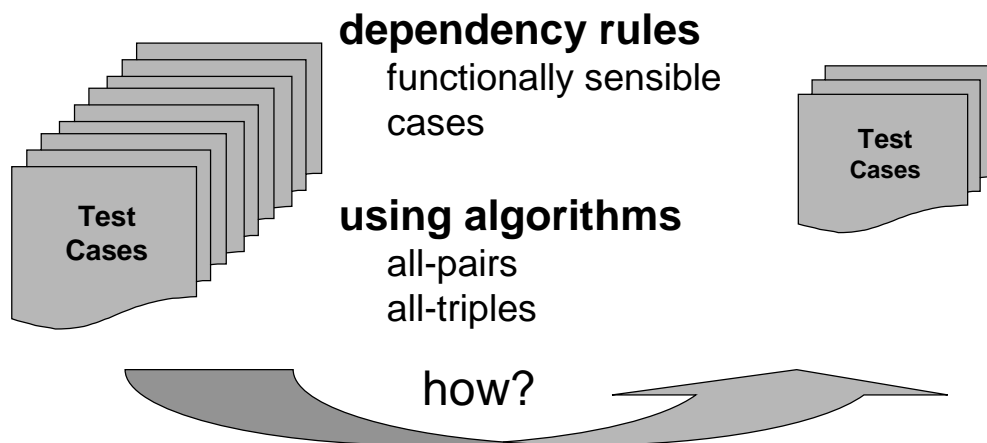 dependency rules
functionally sensible
cases
Test
Cases
Test
Cases
using algorithms
all-pairs
all-triples
how?